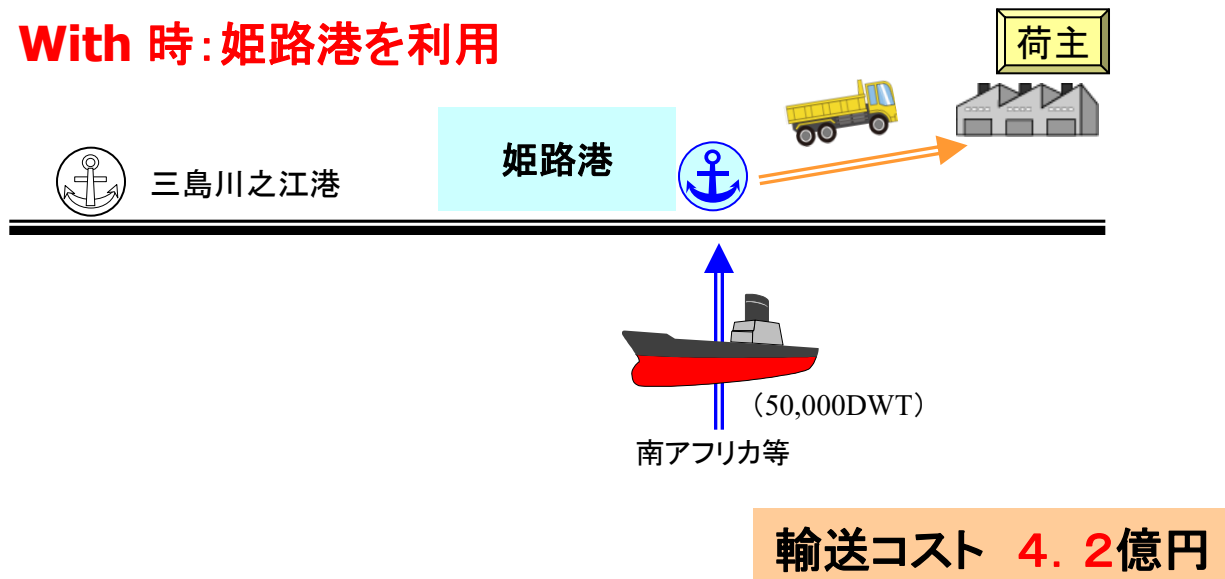 With 時：姫路港を利用
荷主
姫路港
三島川之江港
（50,000DWT）
南アフリカ等
輸送コスト　４．２億円